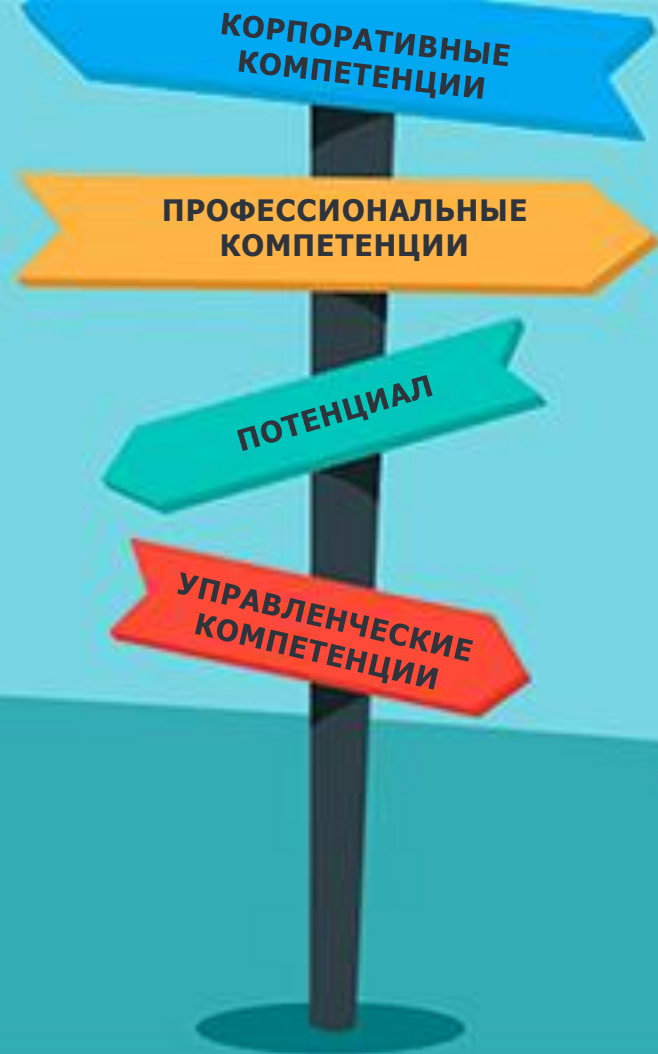 КОРПОРАТИВНЫЕ
КОМПЕТЕНЦИИ
ПРОФЕССИОНАЛЬНЫЕ
КОМПЕТЕНЦИИ
ПОТЕНЦИАЛ
УПРАВЛЕНЧЕСКИЕ
КОМПЕТЕНЦИИ